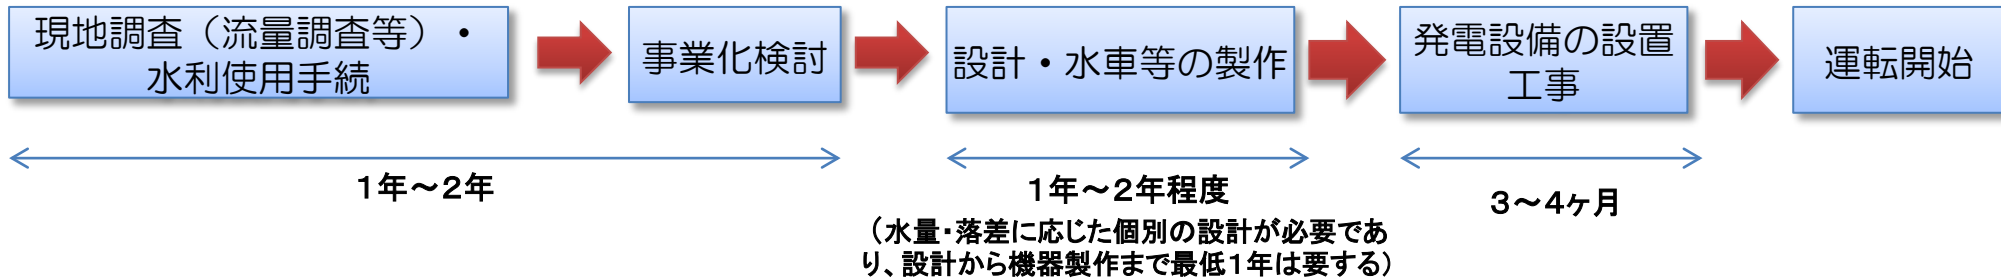 現地調査（流量調査等）・
水利使用手続
事業化検討
設計・水車等の製作
発電設備の設置
工事
運転開始
１年～２年
１年～２年程度
（水量・落差に応じた個別の設計が必要であ
り、設計から機器製作まで最低１年は要する）
３～４ヶ月